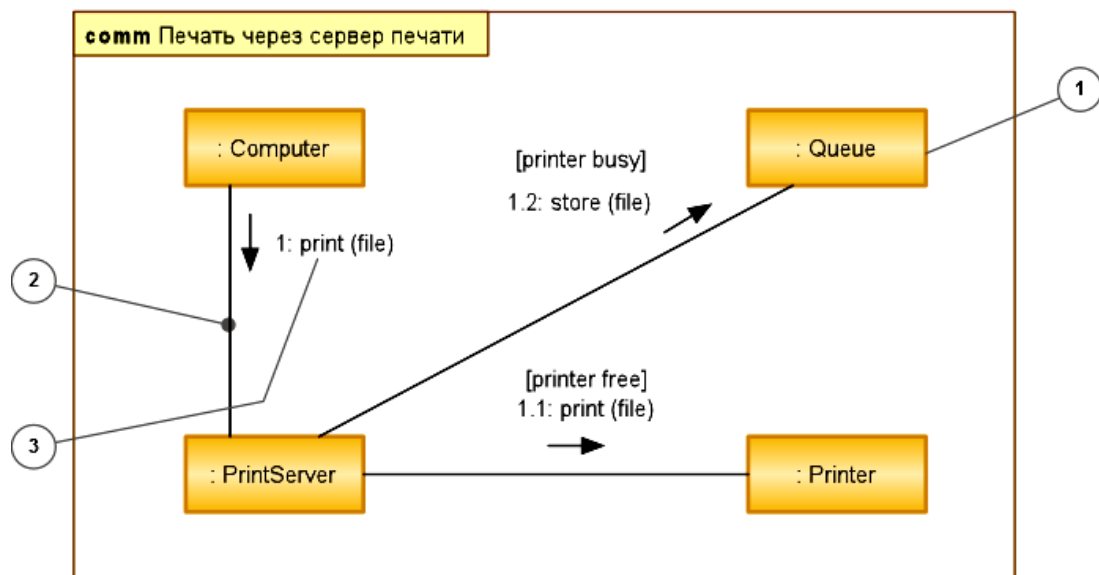 comm Печать через сервер печати
1
: Computer
[printer busy]
: Queue
1.2: store (file)
1: print (file)
2
[printer free]
1.1: print (file)
3
: PrintServer
: Printer